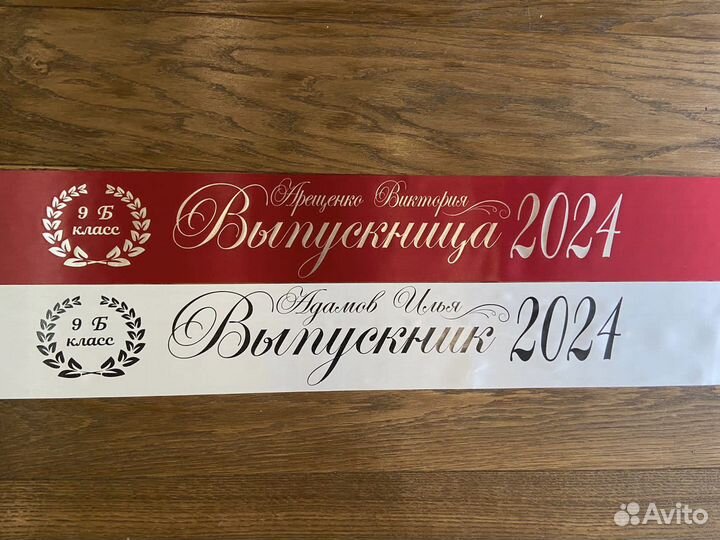 9 Б
класс
Арещенко Виктория
Выпускница 2024
9 Б
класс
Адамов Илья
Выпускник 2024
Avito